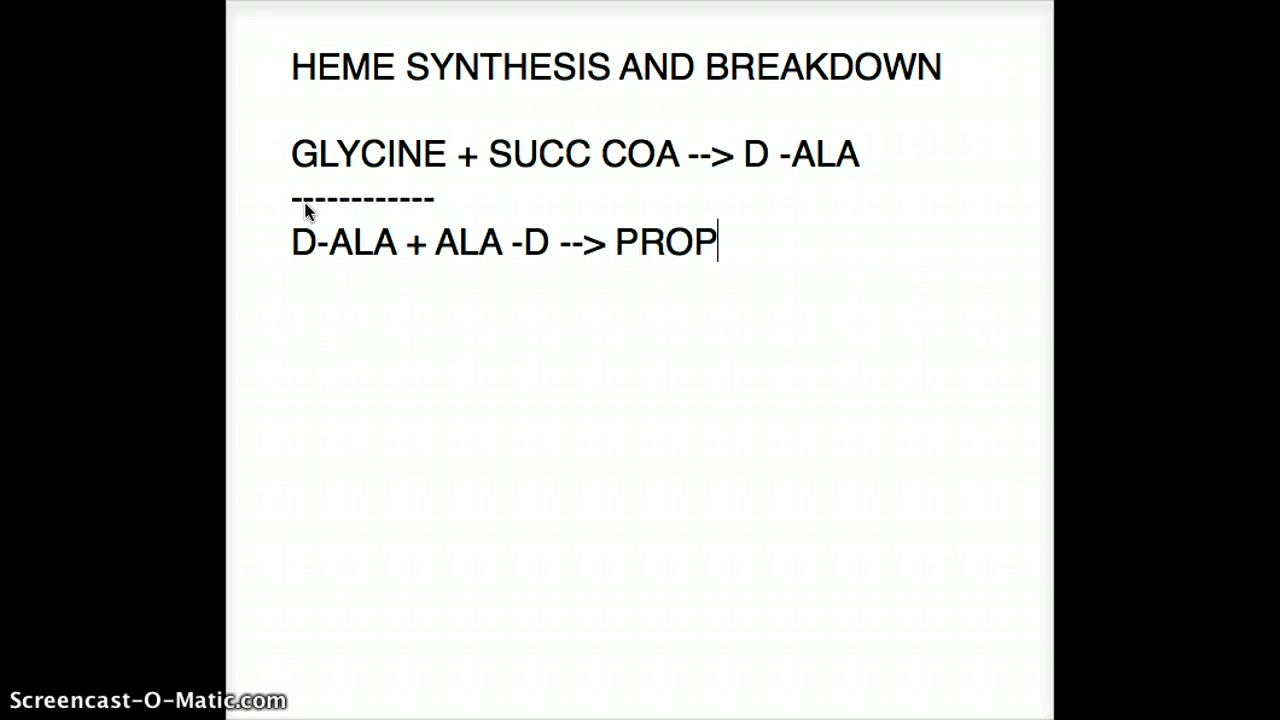 HEME SYNTHESIS AND BREAKDOWN
GLYCINE + SUCC COA --> D -ALA
------------
D-ALA + ALA -D --> PROP
Screencast-O-Matic.com